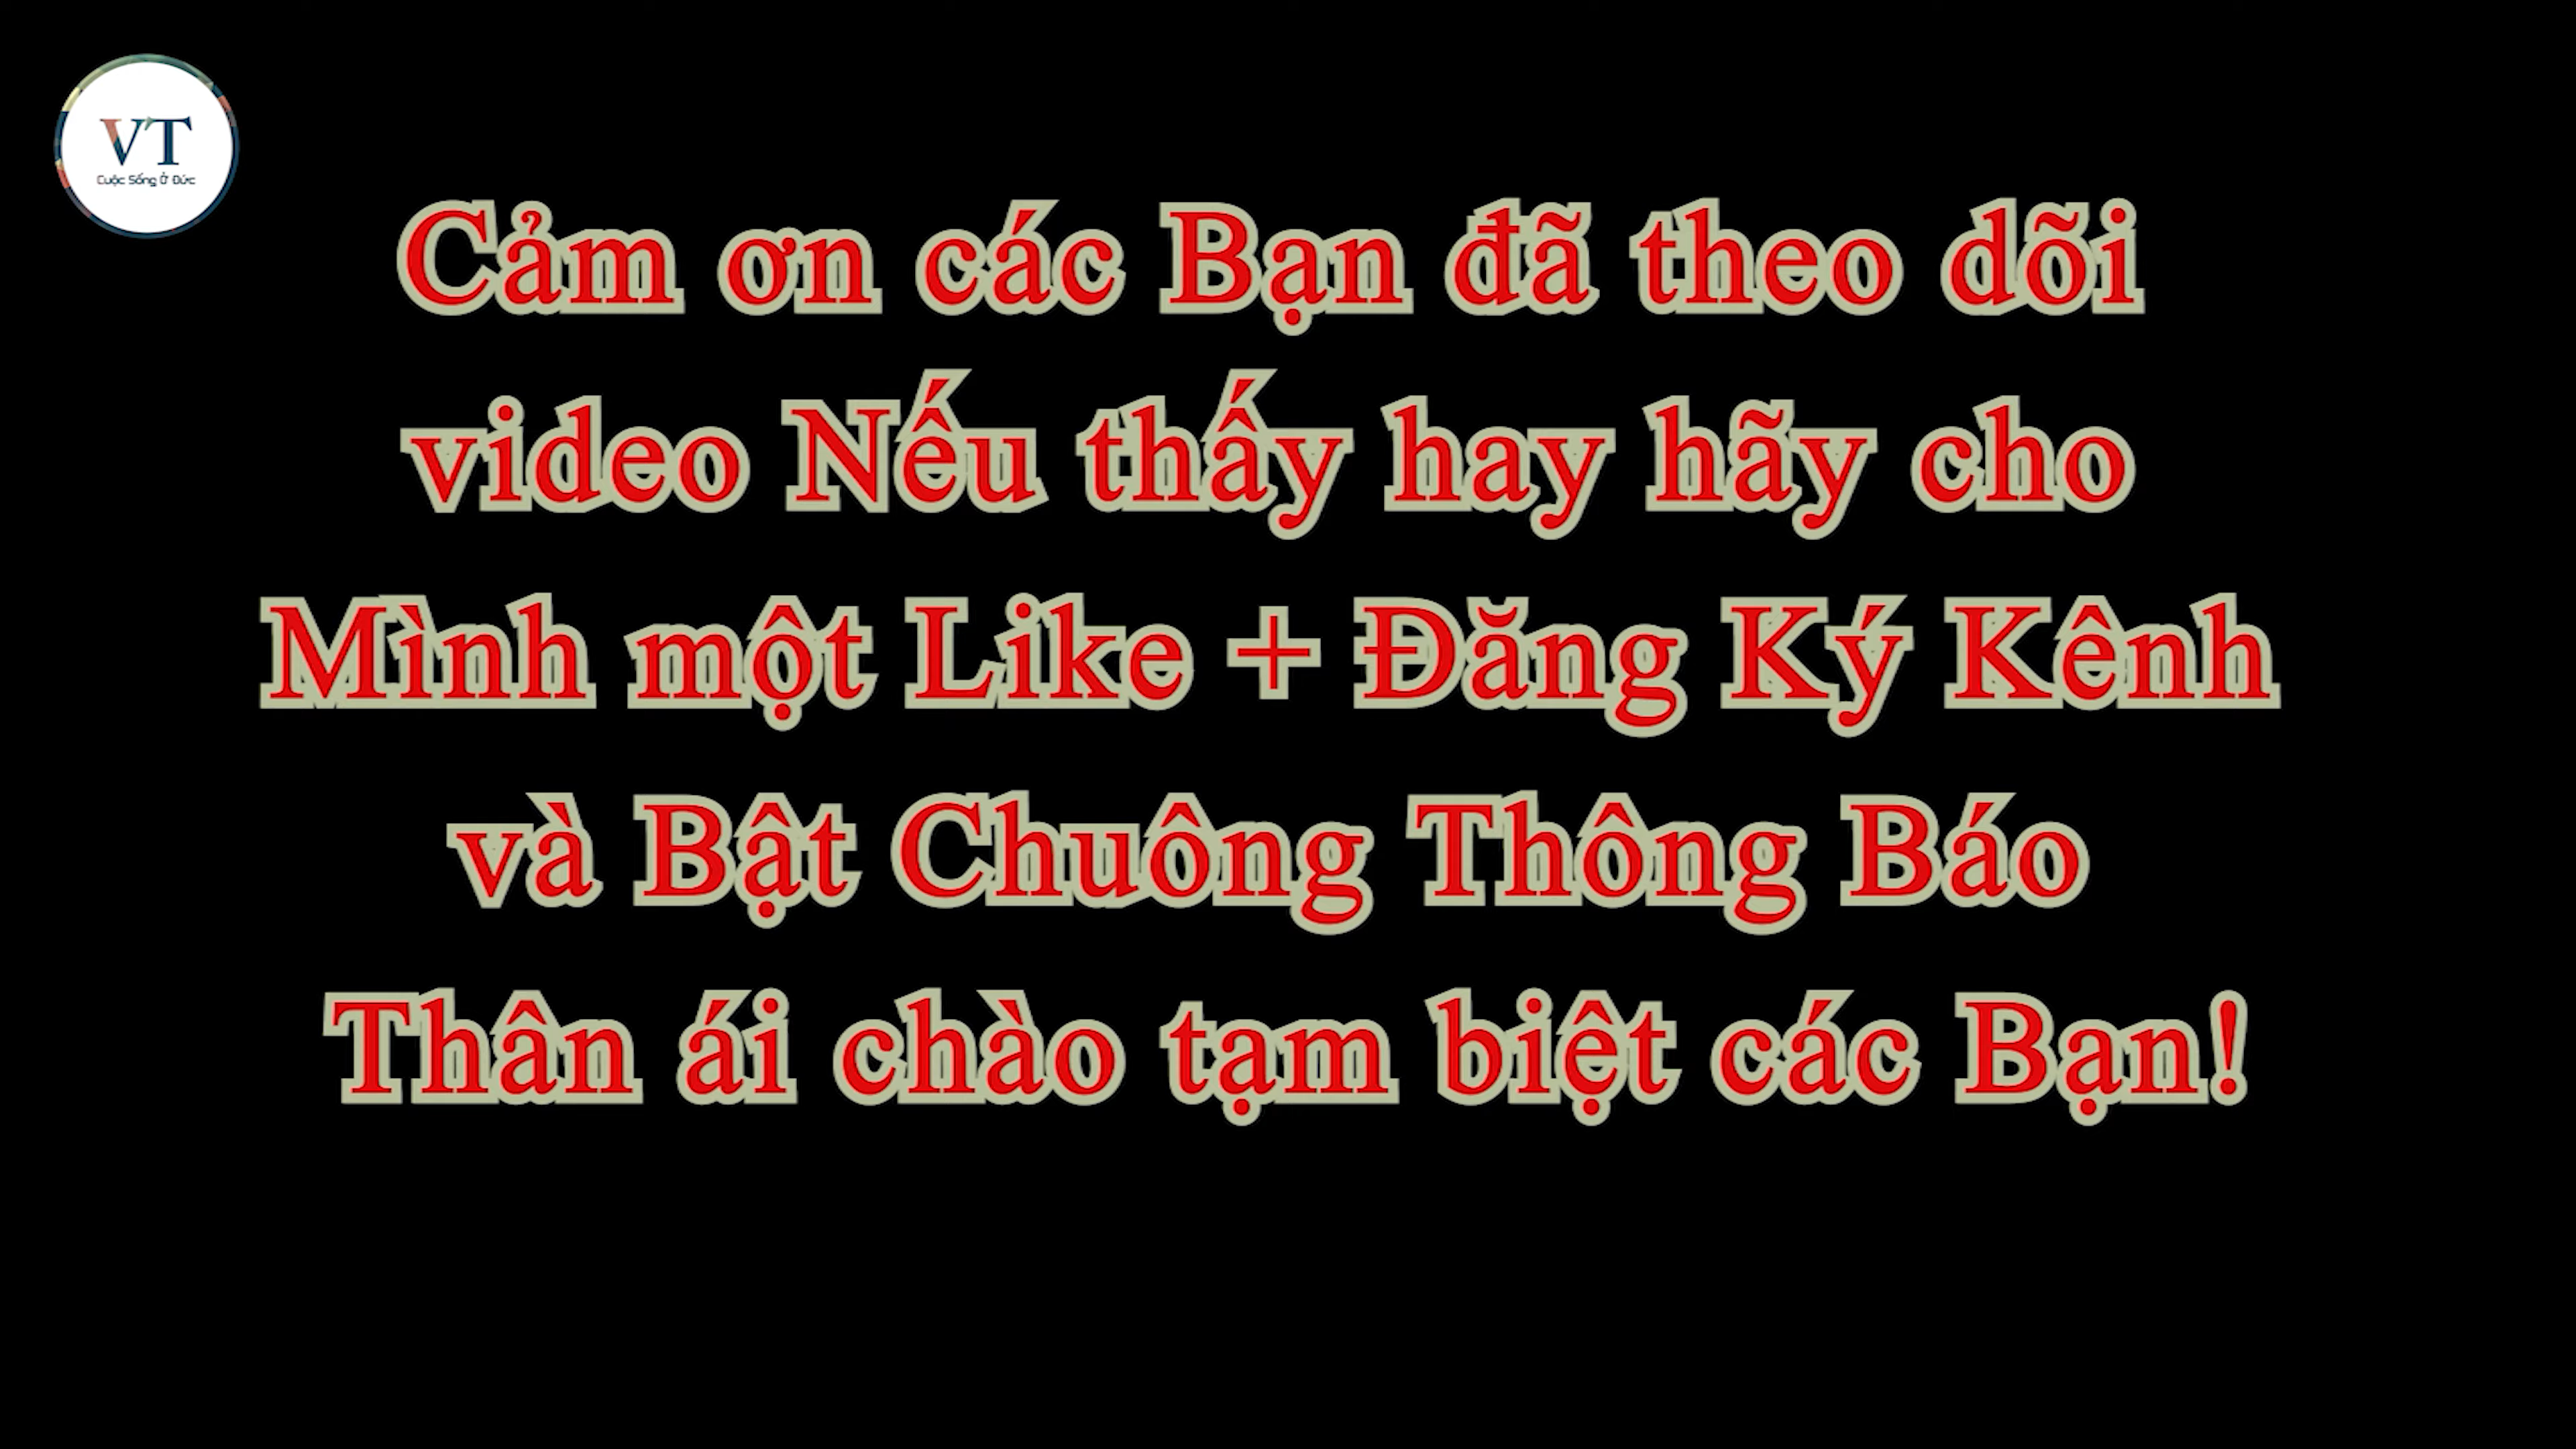 VT
Cuộc Sống Ở Đức
Cảm ơn các Bạn đã theo dõi
video Nếu thấy hay hãy cho
Mình một Like + Đăng Ký Kênh
và Bật Chuông Thông Báo
Thân ái chào tạm biệt các Bạn!